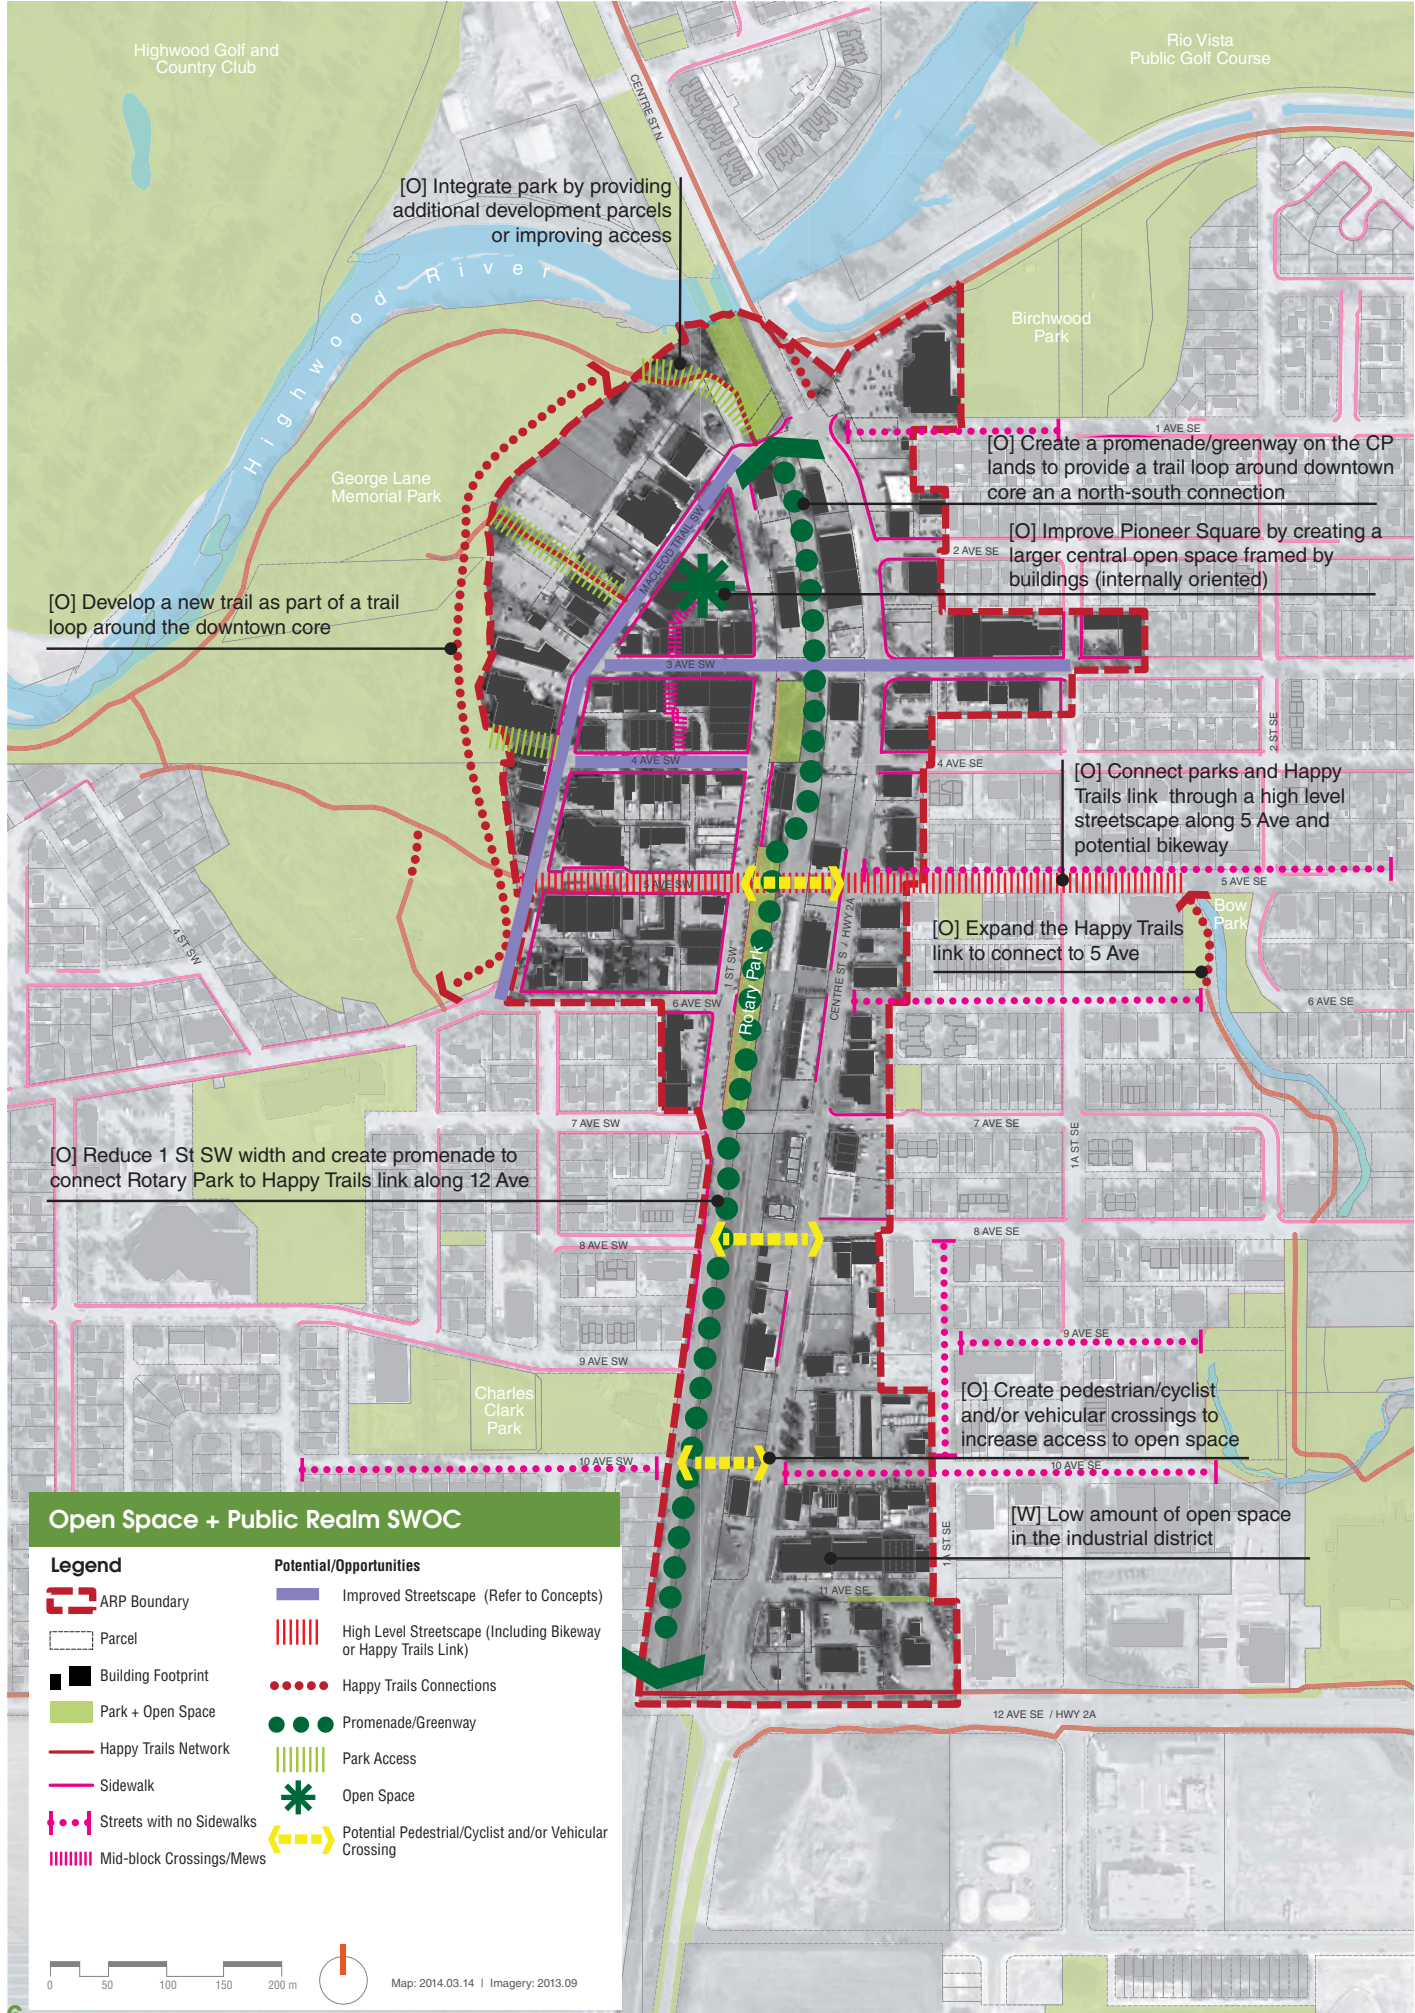 Highwood Golf and
Country Club
Rio Vista
Public Golf Course
CENTRE ST N
[O] Integrate park by providing
additional development parcels
or improving access
Highwood River
Birchwood
Park
1 AVE SE
[O] Create a promenade/greenway on the CP
lands to provide a trail loop around downtown
core an a north-south connection
George Lane
Memorial Park
MACLEOD TRAIL SW
[O] Improve Pioneer Square by creating a
larger central open space framed by
buildings (internally oriented)
2 AVE SE
[O] Develop a new trail as part of a trail
loop around the downtown core
3 AVE SW
2 ST SE
4 AVE SW
4 AVE SE
[O] Connect parks and Happy
Trails link through a high level
streetscape along 5 Ave and
potential bikeway
5 AVE SW
5 AVE SE
Bow
Park
4 ST SW
1 ST SW
Rotary Park
CENTRE ST S / HWY 2A
[O] Expand the Happy Trails
link to connect to 5 Ave
6 AVE SW
6 AVE SE
7 AVE SW
7 AVE SE
1A ST SE
[O] Reduce 1 St SW width and create promenade to
connect Rotary Park to Happy Trails link along 12 Ave
8 AVE SW
8 AVE SE
9 AVE SE
9 AVE SW
Charles
Clark
Park
[O] Create pedestrian/cyclist
and/or vehicular crossings to
increase access to open space
10 AVE SW
10 AVE SE
[W] Low amount of open space
in the industrial district
1A ST SE
11 AVE SE
12 AVE SE / HWY 2A
Open Space + Public Realm SWOC
Legend
ARP Boundary
Parcel
Building Footprint
Park + Open Space
Happy Trails Network
Sidewalk
Streets with no Sidewalks
Mid-block Crossings/Mews
Potential/Opportunities
Improved Streetscape (Refer to Concepts)
High Level Streetscape (Including Bikeway
or Happy Trails Link)
Happy Trails Connections
Promenade/Greenway
Park Access
Open Space
Potential Pedestrial/Cyclist and/or Vehicular
Crossing
0 50 100 150 200 m
Map: 2014.03.14 | Imagery: 2013.09
6